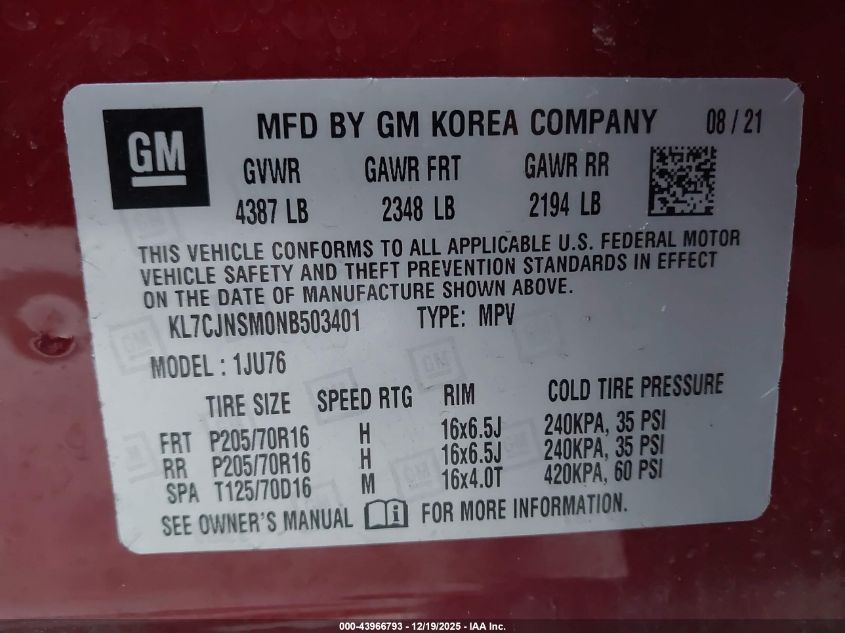 GM
MFD BY GM KOREA COMPANY 08 / 21
GVWR GAWR FRT GAWR RR
4387 LB 2348 LB 2194 LB
THIS VEHICLE CONFORMS TO ALL APPLICABLE U.S. FEDERAL MOTOR
VEHICLE SAFETY AND THEFT PREVENTION STANDARDS IN EFFECT
ON THE DATE OF MANUFACTURE SHOWN ABOVE.
KL7CJNSM0NB503401 TYPE: MPV
MODEL : 1JU76
TIRE SIZE SPEED RTG RIM COLD TIRE PRESSURE
FRT P205/70R16 H 16x6.5J 240KPA, 35 PSI
RR P205/70R16 H 16x6.5J 240KPA, 35 PSI
SPA T125/70D16 M 16x4.0T 420KPA, 60 PSI
SEE OWNER'S MANUAL i FOR MORE INFORMATION.
000-43966793 - 12/19/2025 - IAA Inc.